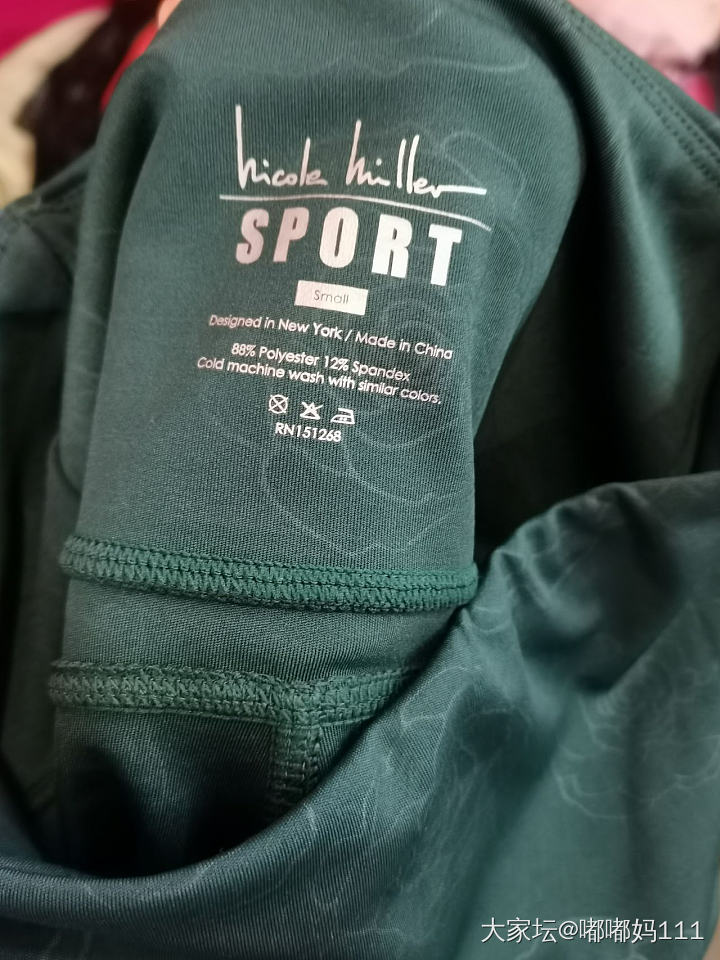 nicole miller
SPORT
Small
Designed in New York / Made in China
88% Polyester 12% Spandex
Cold machine wash with similar colors.
RN151268
大家坛@嘟嘟妈111